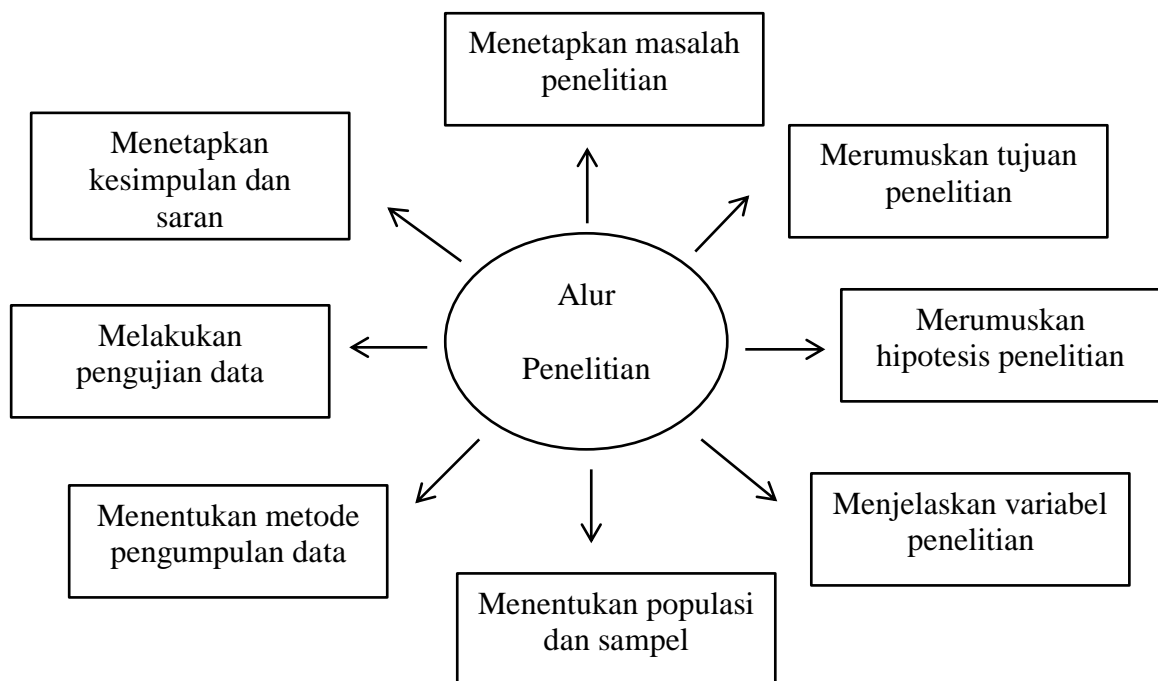 Menetapkan masalah
penelitian
Merumuskan tujuan
penelitian
Merumuskan
hipotesis penelitian
Menjelaskan variabel
penelitian
Menentukan populasi
dan sampel
Menentukan metode
pengumpulan data
Melakukan
pengujian data
Menetapkan
kesimpulan dan
saran
Alur
Penelitian